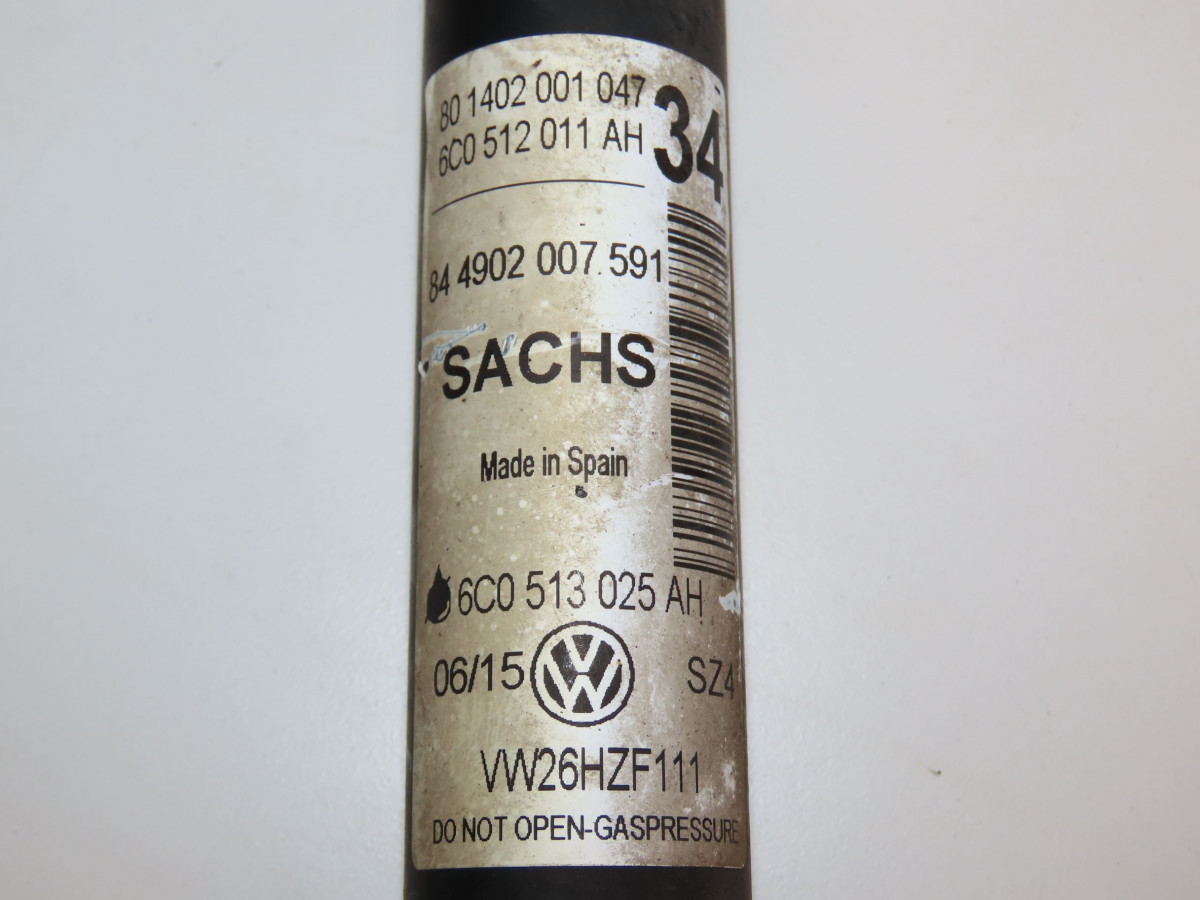 80 1402 001 047
6C0 512 011 AH
34
84 4902 007 591
SACHS
Made in Spain
6C0 513 025 AH
06/15
SZ4
VW26HZF111
DO NOT OPEN-GASPRESSURE